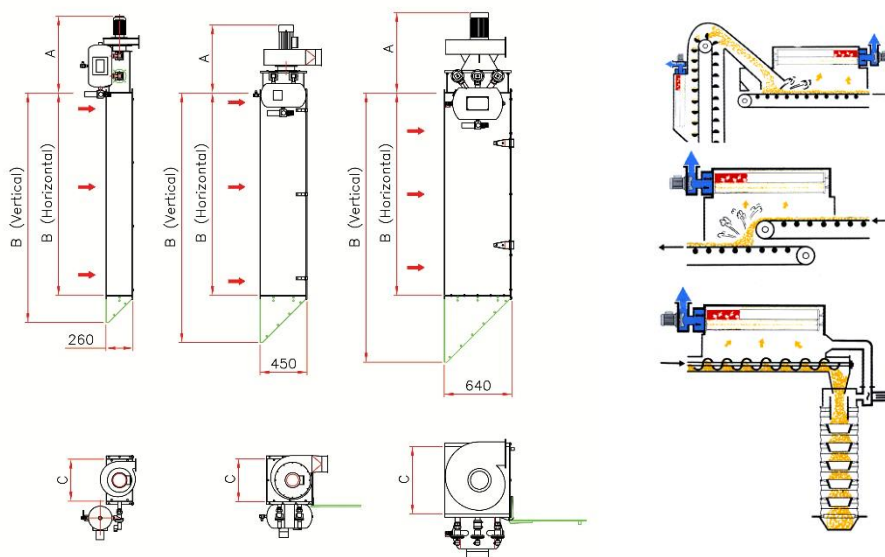 A
B (Vertical)
B (Horizontal)
260
A
B (Vertical)
B (Horizontal)
450
A
B (Vertical)
B (Horizontal)
640
C
C
C